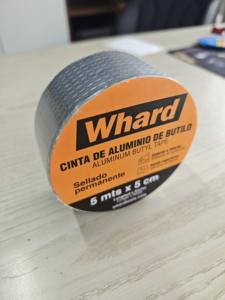 Whard
CINTA DE ALUMINIO DE BUTILO
ALUMINUM BUTYL TAPE
Sellado
permanente
5 mts x 5 cm